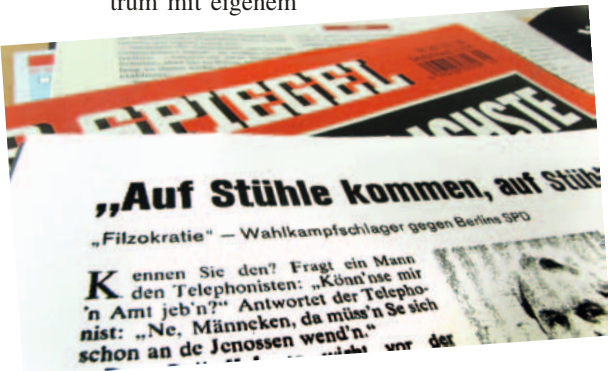 trum mit eigenem
SPIEGEL
„Auf Stühle kommen, auf
„Filzokratie“ — Wahlkampfschlager gegen Berlins SPD
Kennen Sie den? Fragt ein Mann
den Telephonisten: „Könn'nse mir
'n Amt jeb'n?“ Antwortet der Telepho-
nist: „Ne, Männeken, da müss'n Se sich
schon an de Jenossen wend'n.“
vor der